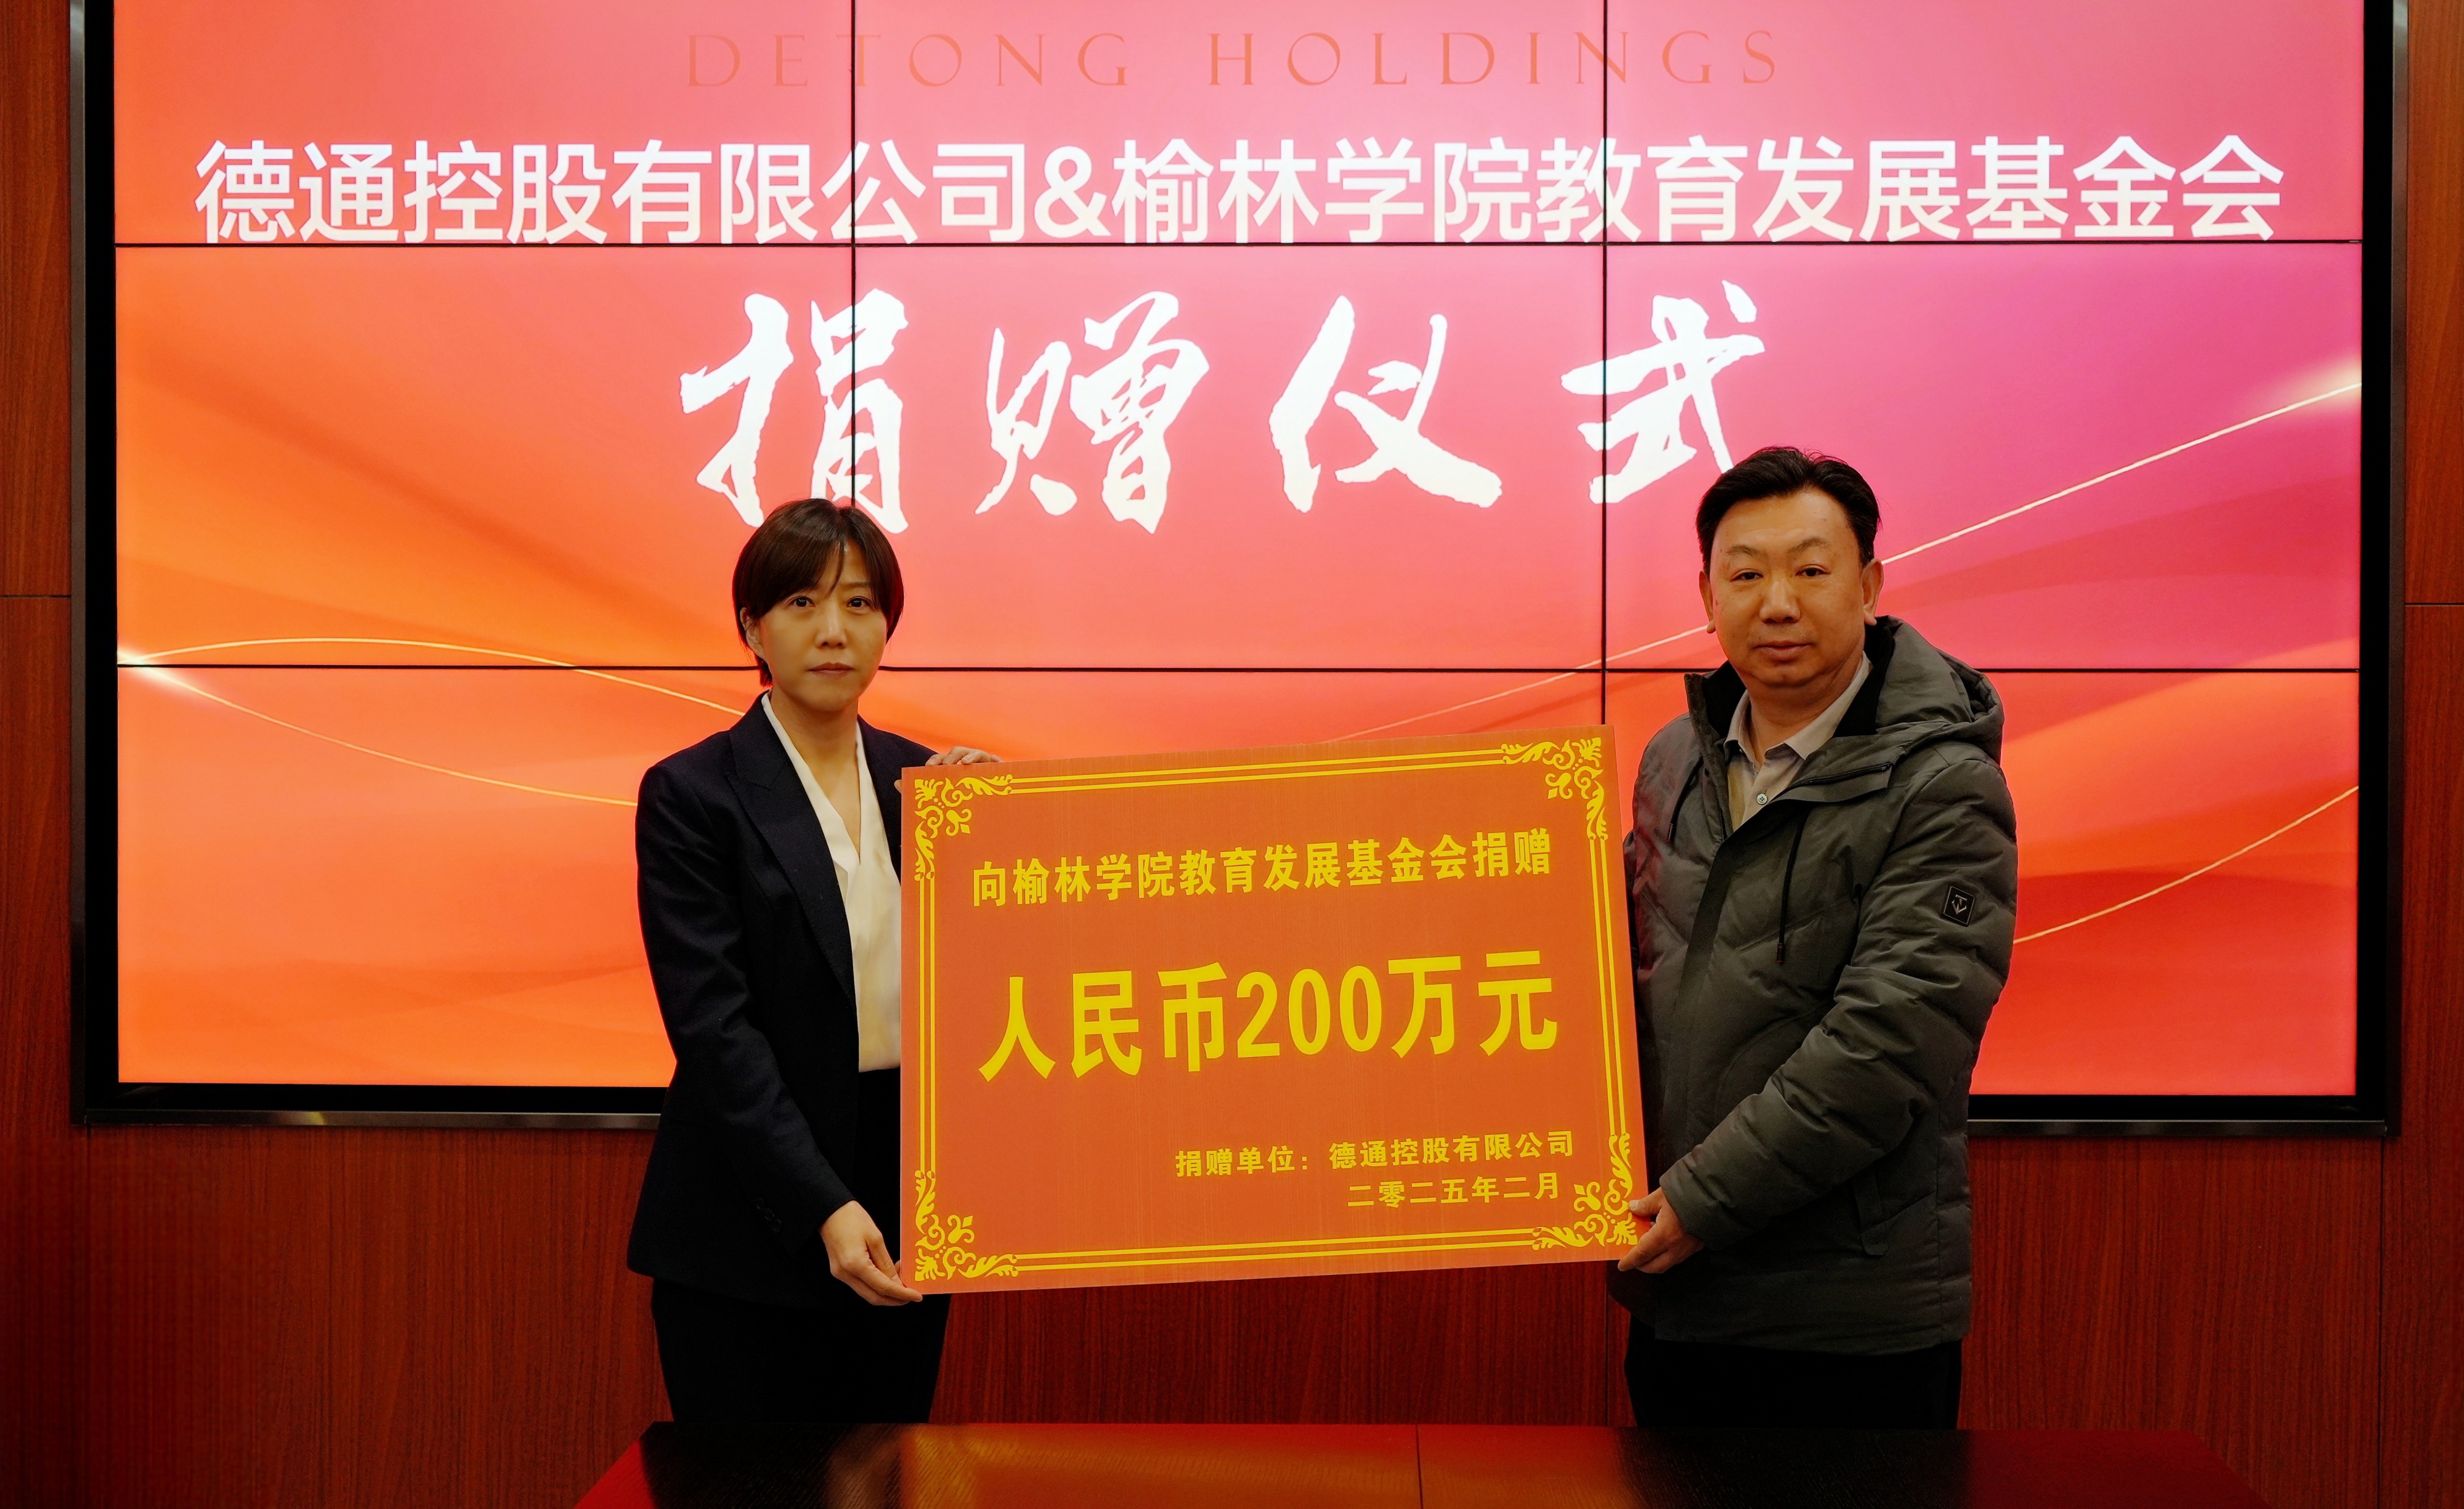 DETONG HOLDINGS
德通控股有限公司&榆林学院教育发展基金会
捐赠仪式
向榆林学院教育发展基金会捐赠
人民币200万元
捐赠单位：德通控股有限公司
二零二五年二月